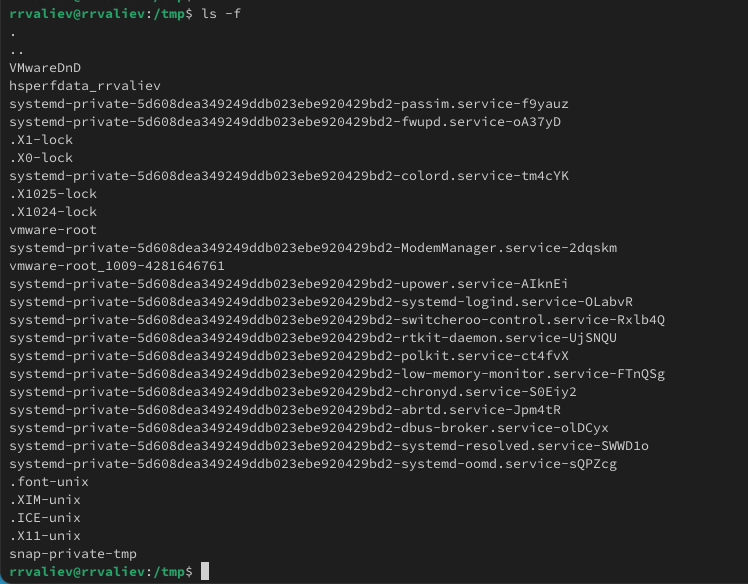 rrvaliev@rrvaliev:/tmp$ ls -f
.
..
VMwareDnD
hsperfdata_rrvaliev
systemd-private-5d608dea349249ddb023ebe920429bd2-passim.service-f9yauz
systemd-private-5d608dea349249ddb023ebe920429bd2-fwupd.service-oA37yD
.X1-lock
.X0-lock
systemd-private-5d608dea349249ddb023ebe920429bd2-colord.service-tm4cYK
.X1025-lock
.X1024-lock
vmware-root
systemd-private-5d608dea349249ddb023ebe920429bd2-ModemManager.service-2dqskm
vmware-root_1009-4281646761
systemd-private-5d608dea349249ddb023ebe920429bd2-upower.service-AIknEi
systemd-private-5d608dea349249ddb023ebe920429bd2-systemd-logind.service-OLabvR
systemd-private-5d608dea349249ddb023ebe920429bd2-switcheroo-control.service-Rxlb4Q
systemd-private-5d608dea349249ddb023ebe920429bd2-rtkit-daemon.service-UjSNQU
systemd-private-5d608dea349249ddb023ebe920429bd2-polkit.service-ct4fvX
systemd-private-5d608dea349249ddb023ebe920429bd2-low-memory-monitor.service-FTnQSg
systemd-private-5d608dea349249ddb023ebe920429bd2-chronyd.service-S0Eiy2
systemd-private-5d608dea349249ddb023ebe920429bd2-abrtd.service-Jpm4tR
systemd-private-5d608dea349249ddb023ebe920429bd2-dbus-broker.service-olDCyx
systemd-private-5d608dea349249ddb023ebe920429bd2-systemd-resolved.service-SWWD1o
systemd-private-5d608dea349249ddb023ebe920429bd2-systemd-oomd.service-sQPZcg
.font-unix
.XIM-unix
.ICE-unix
.X11-unix
snap-private-tmp
rrvaliev@rrvaliev:/tmp$